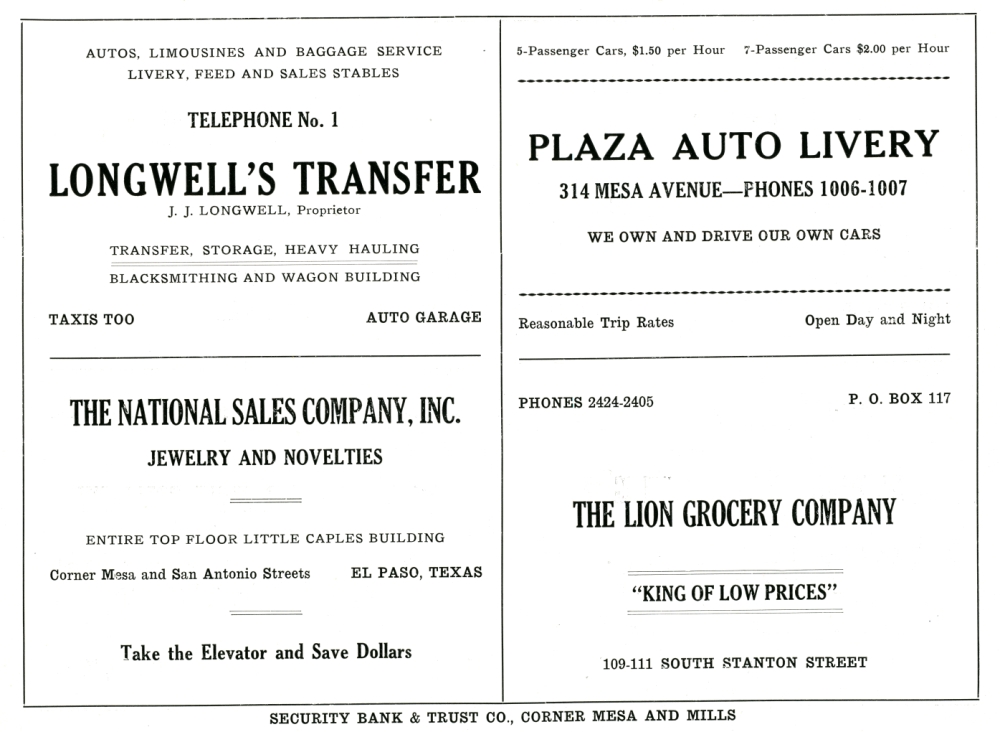 AUTOS, LIMOUSINES AND BAGGAGE SERVICE
LIVERY, FEED AND SALES STABLES
TELEPHONE No. 1
LONGWELL'S TRANSFER
J. J. LONGWELL, Proprietor
TRANSFER, STORAGE, HEAVY HAULING
BLACKSMITHING AND WAGON BUILDING
TAXIS TOO AUTO GARAGE
THE NATIONAL SALES COMPANY, INC.
JEWELRY AND NOVELTIES
ENTIRE TOP FLOOR LITTLE CAPLES BUILDING
Corner Mesa and San Antonio Streets EL PASO, TEXAS
Take the Elevator and Save Dollars
5-Passenger Cars, $1.50 per Hour 7-Passenger Cars $2.00 per Hour
PLAZA AUTO LIVERY
314 MESA AVENUE—PHONES 1006-1007
WE OWN AND DRIVE OUR OWN CARS
Reasonable Trip Rates Open Day and Night
PHONES 2424-2405 P. O. BOX 117
THE LION GROCERY COMPANY
"KING OF LOW PRICES"
109-111 SOUTH STANTON STREET
SECURITY BANK & TRUST CO., CORNER MESA AND MILLS